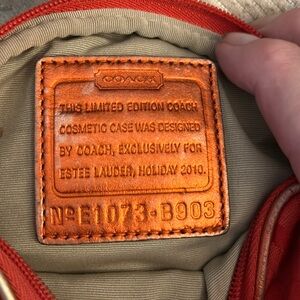 COACH
THIS LIMITED EDITION COACH
COSMETIC CASE WAS DESIGNED
BY COACH, EXCLUSIVELY FOR
ESTEE LAUDER, HOLIDAY 2010.
Nº E1073-B903